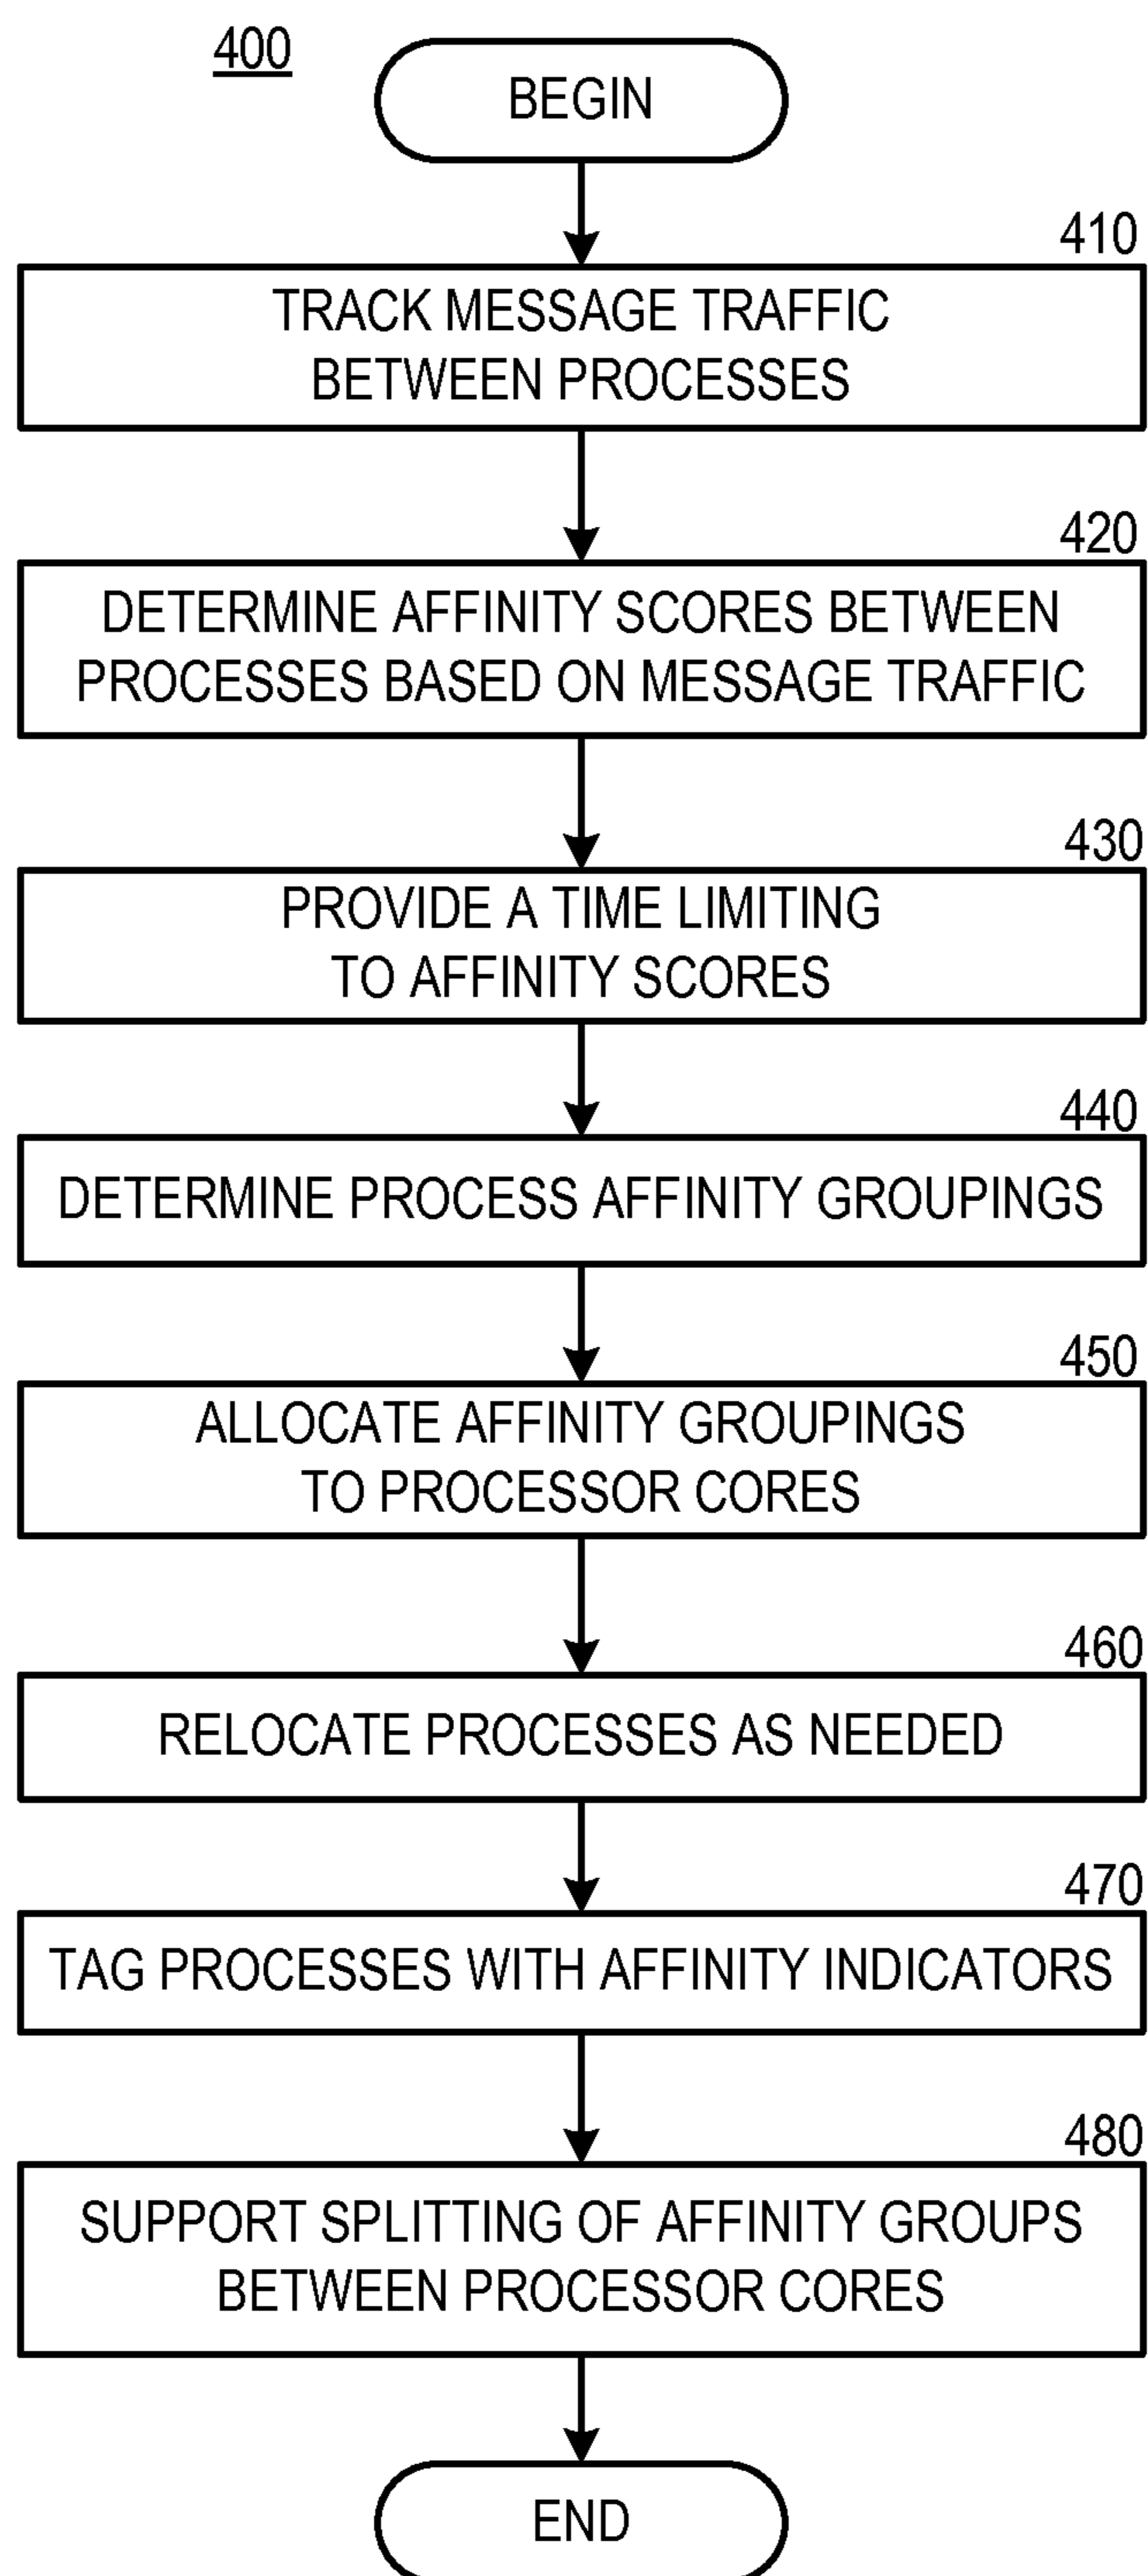 400
BEGIN
410
TRACK MESSAGE TRAFFIC
BETWEEN PROCESSES
420
DETERMINE AFFINITY SCORES BETWEEN
PROCESSES BASED ON MESSAGE TRAFFIC
430
PROVIDE A TIME LIMITING
TO AFFINITY SCORES
440
DETERMINE PROCESS AFFINITY GROUPINGS
450
ALLOCATE AFFINITY GROUPINGS
TO PROCESSOR CORES
460
RELOCATE PROCESSES AS NEEDED
470
TAG PROCESSES WITH AFFINITY INDICATORS
480
SUPPORT SPLITTING OF AFFINITY GROUPS
BETWEEN PROCESSOR CORES
END